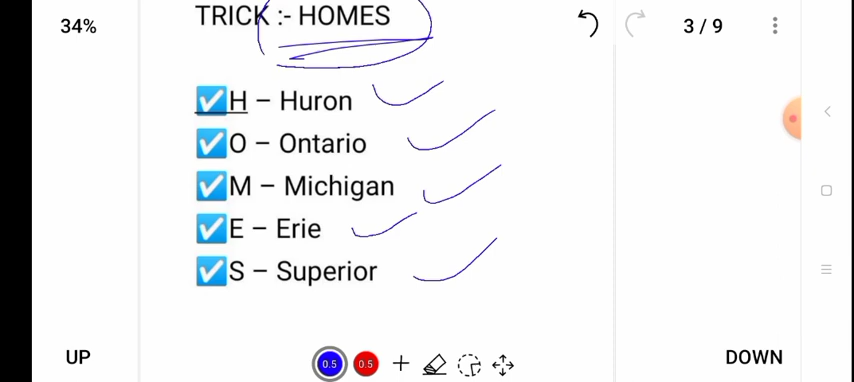 34%
TRICK :- HOMES
3 / 9
✅H – Huron
✅O – Ontario
✅M – Michigan
✅E – Erie
✅S – Superior
UP
0.5
0.5
DOWN